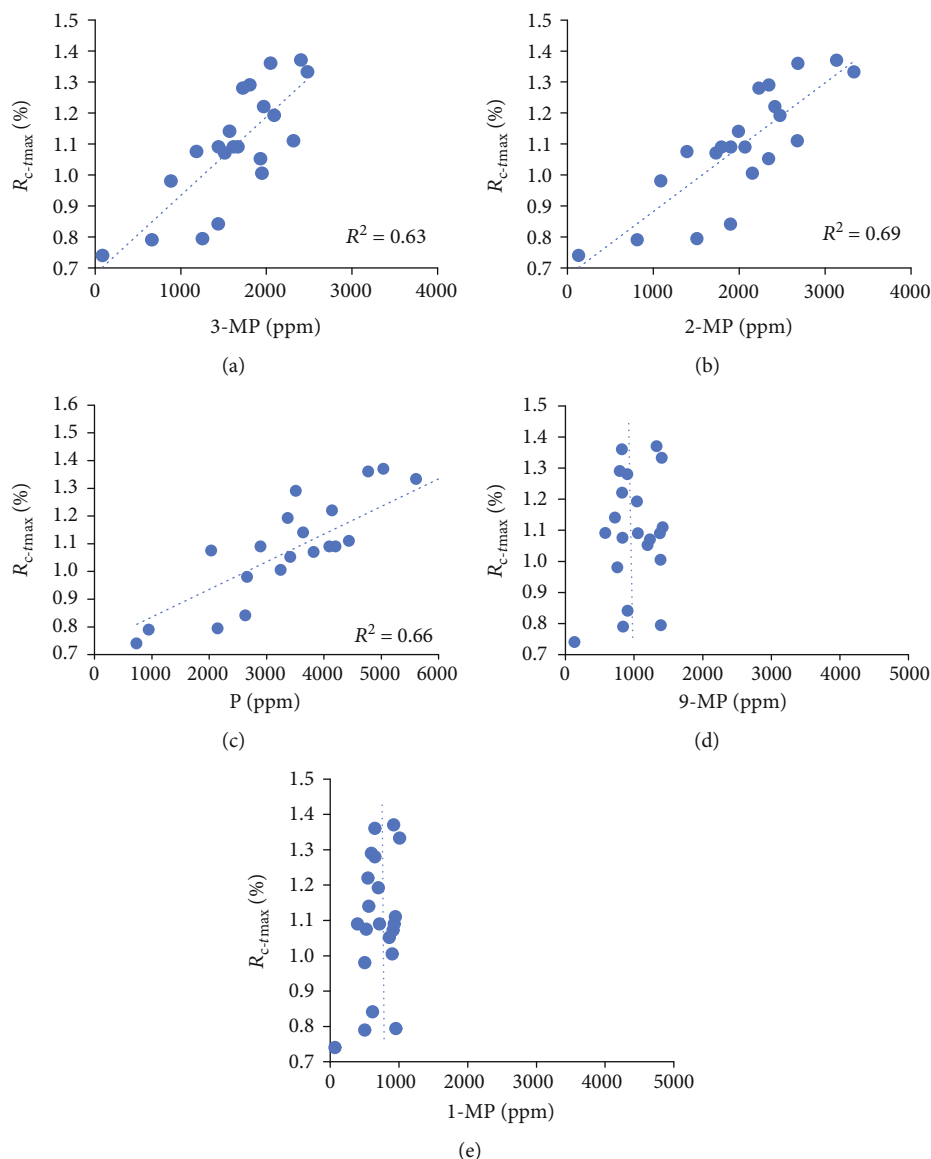 1.5
1.4
1.3
1.2
1.1
1.0
0.9
0.8
0.7
R_c-tmax (%)
R² = 0.63
0 1000 2000 3000 4000
3-MP (ppm)
(a)
1.5
1.4
1.3
1.2
1.1
1.0
0.9
0.8
0.7
R_c-tmax (%)
R² = 0.69
0 1000 2000 3000 4000
2-MP (ppm)
(b)
1.6
1.5
1.4
1.3
1.2
1.1
1.0
0.9
0.8
0.7
R_c-tmax (%)
R² = 0.66
0 1000 2000 3000 4000 5000 6000
P (ppm)
(c)
1.5
1.4
1.3
1.2
1.1
1.0
0.9
0.8
0.7
R_c-tmax (%)
0 1000 2000 3000 4000 5000
9-MP (ppm)
(d)
1.5
1.4
1.3
1.2
1.1
1.0
0.9
0.8
0.7
R_c-tmax (%)
0 1000 2000 3000 4000 5000
1-MP (ppm)
(e)